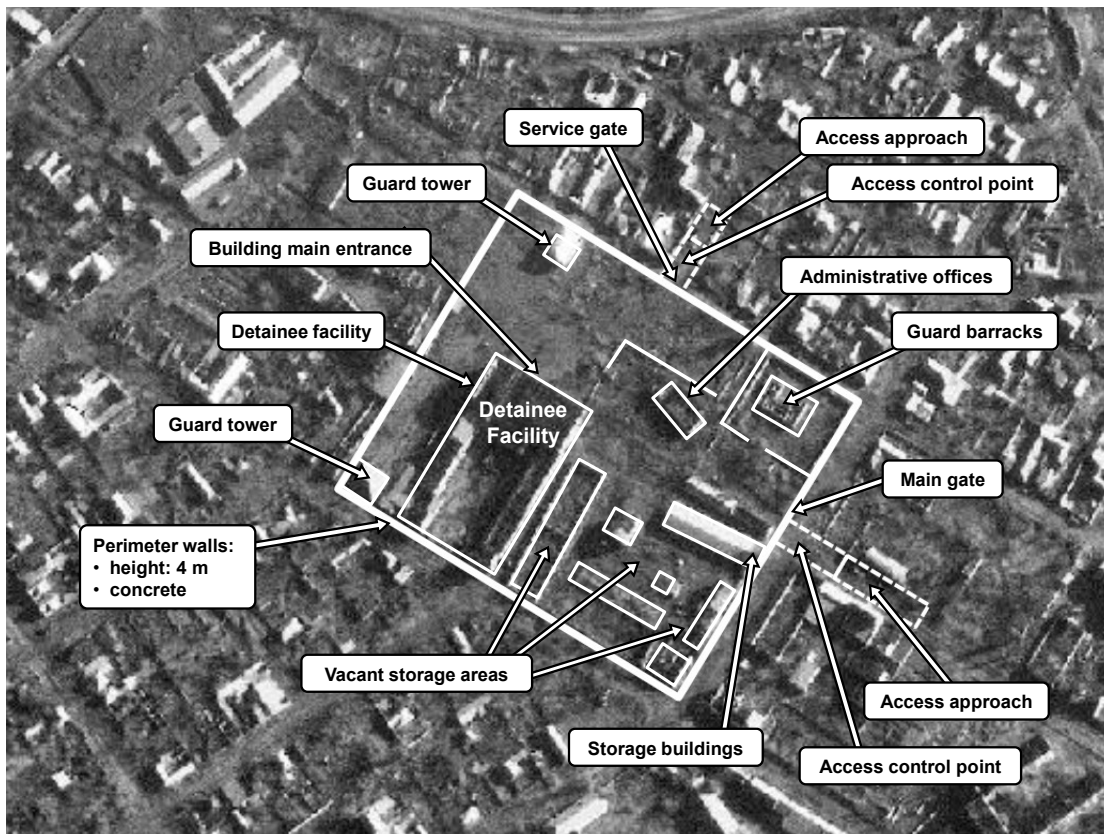 Service gate
Access approach
Guard tower
Access control point
Building main entrance
Administrative offices
Detainee facility
Guard barracks
Detainee
Facility
Guard tower
Main gate
Perimeter walls:
• height: 4 m
• concrete
Vacant storage areas
Access approach
Storage buildings
Access control point